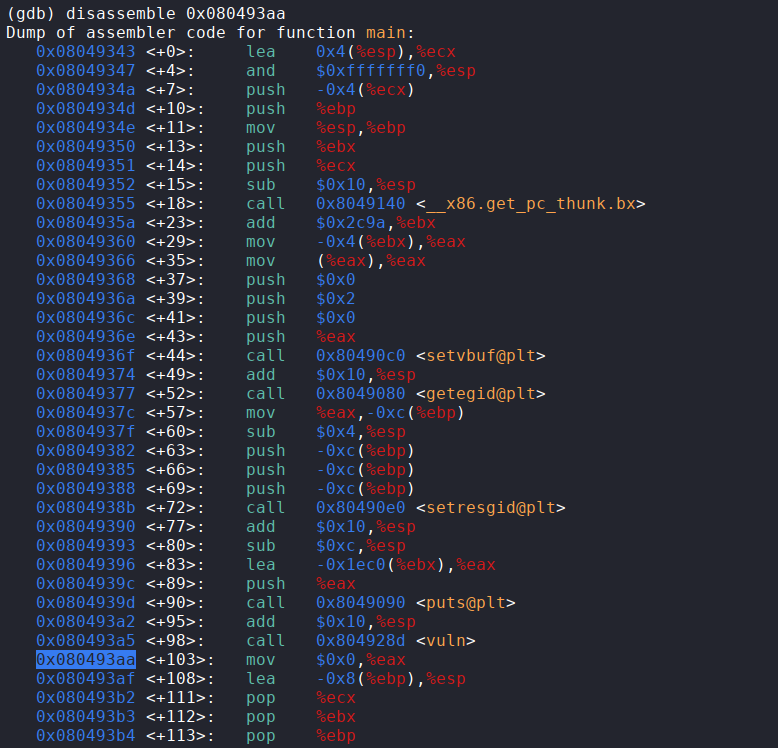 (gdb) disassemble 0x080493aa
Dump of assembler code for function main:
0x08049343 <+0>: lea 0x4(%esp),%ecx
0x08049347 <+4>: and $0xfffffff0,%esp
0x0804934a <+7>: push -0x4(%ecx)
0x0804934d <+10>: push %ebp
0x0804934e <+11>: mov %esp,%ebp
0x08049350 <+13>: push %ebx
0x08049351 <+14>: push %ecx
0x08049352 <+15>: sub $0x10,%esp
0x08049355 <+18>: call 0x8049140 <__x86.get_pc_thunk.bx>
0x0804935a <+23>: add $0x2c9a,%ebx
0x08049360 <+29>: mov -0x4(%ebx),%eax
0x08049366 <+35>: mov (%eax),%eax
0x08049368 <+37>: push $0x0
0x0804936a <+39>: push $0x2
0x0804936c <+41>: push $0x0
0x0804936e <+43>: push %eax
0x0804936f <+44>: call 0x80490c0 <setvbuf@plt>
0x08049374 <+49>: add $0x10,%esp
0x08049377 <+52>: call 0x8049080 <getegid@plt>
0x0804937c <+57>: mov %eax,-0xc(%ebp)
0x0804937f <+60>: sub $0x4,%esp
0x08049382 <+63>: push -0xc(%ebp)
0x08049385 <+66>: push -0xc(%ebp)
0x08049388 <+69>: push -0xc(%ebp)
0x0804938b <+72>: call 0x80490e0 <setresgid@plt>
0x08049390 <+77>: add $0x10,%esp
0x08049393 <+80>: sub $0xc,%esp
0x08049396 <+83>: lea -0x1ec0(%ebx),%eax
0x0804939c <+89>: push %eax
0x0804939d <+90>: call 0x8049090 <puts@plt>
0x080493a2 <+95>: add $0x10,%esp
0x080493a5 <+98>: call 0x804928d <vuln>
0x080493aa <+103>: mov $0x0,%eax
0x080493af <+108>: lea -0x8(%ebp),%esp
0x080493b2 <+111>: pop %ecx
0x080493b3 <+112>: pop %ebx
0x080493b4 <+113>: pop %ebp